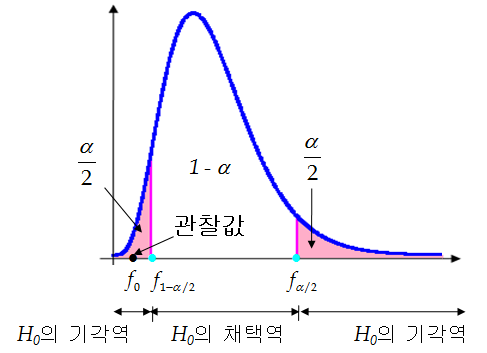 α/2
1 - α
α/2
관찰값
f₀ f₁₋α/₂ fα/₂
H₀의 기각역 H₀의 채택역 H₀의 기각역